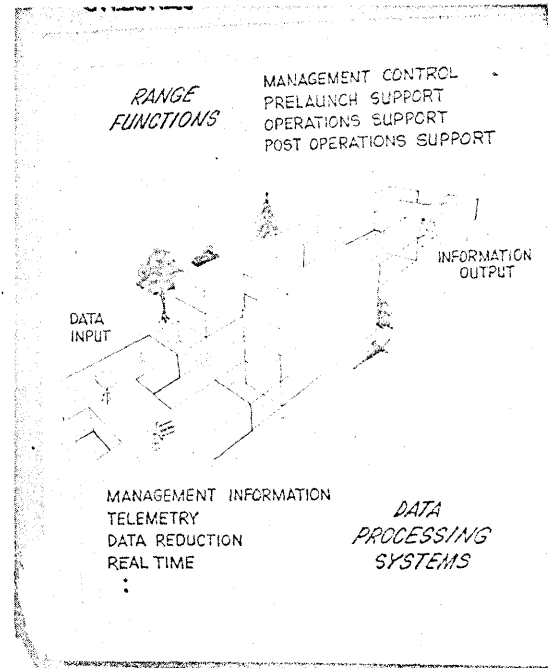 RANGE
FUNCTIONS
MANAGEMENT CONTROL
PRELAUNCH SUPPORT
OPERATIONS SUPPORT
POST OPERATIONS SUPPORT
INFORMATION
OUTPUT
DATA
INPUT
MANAGEMENT INFORMATION
TELEMETRY
DATA REDUCTION
REAL TIME
DATA
PROCESSING
SYSTEMS